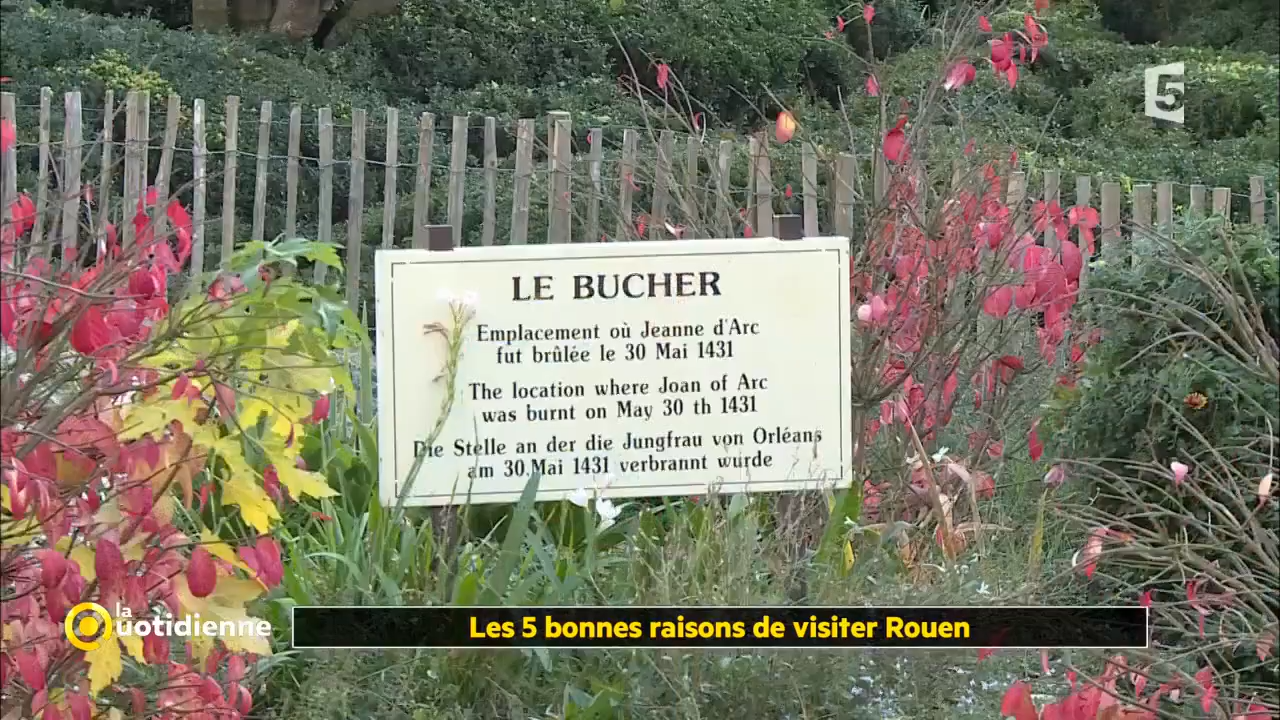 5
LE BUCHER
Emplacement où Jeanne d'Arc
fut brûlée le 30 Mai 1431
The location where Joan of Arc
was burnt on May 30 th 1431
Die Stelle an der die Jungfrau von Orléans
am 30.Mai 1431 verbrannt wurde
la
Quotidienne
Les 5 bonnes raisons de visiter Rouen